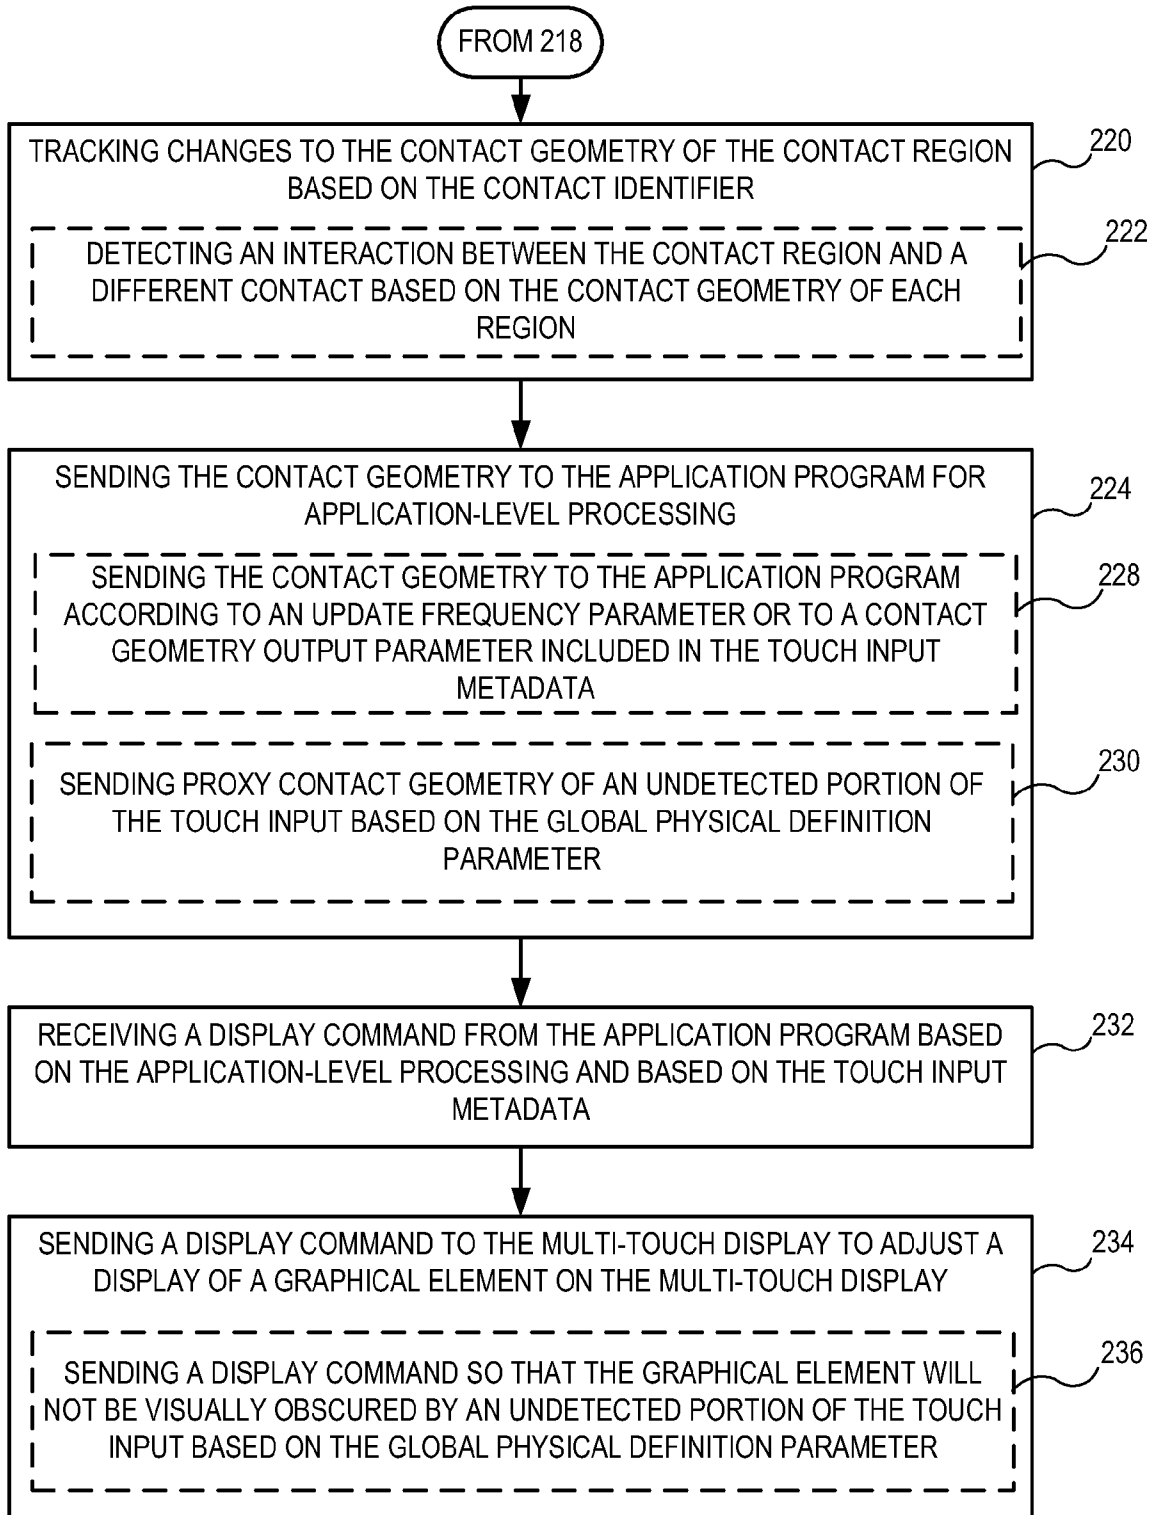 FROM 218
TRACKING CHANGES TO THE CONTACT GEOMETRY OF THE CONTACT REGION
BASED ON THE CONTACT IDENTIFIER
220
DETECTING AN INTERACTION BETWEEN THE CONTACT REGION AND A
DIFFERENT CONTACT BASED ON THE CONTACT GEOMETRY OF EACH
REGION
222
SENDING THE CONTACT GEOMETRY TO THE APPLICATION PROGRAM FOR
APPLICATION-LEVEL PROCESSING
224
SENDING THE CONTACT GEOMETRY TO THE APPLICATION PROGRAM
ACCORDING TO AN UPDATE FREQUENCY PARAMETER OR TO A CONTACT
GEOMETRY OUTPUT PARAMETER INCLUDED IN THE TOUCH INPUT
METADATA
228
SENDING PROXY CONTACT GEOMETRY OF AN UNDETECTED PORTION OF
THE TOUCH INPUT BASED ON THE GLOBAL PHYSICAL DEFINITION
PARAMETER
230
RECEIVING A DISPLAY COMMAND FROM THE APPLICATION PROGRAM BASED
ON THE APPLICATION-LEVEL PROCESSING AND BASED ON THE TOUCH INPUT
METADATA
232
SENDING A DISPLAY COMMAND TO THE MULTI-TOUCH DISPLAY TO ADJUST A
DISPLAY OF A GRAPHICAL ELEMENT ON THE MULTI-TOUCH DISPLAY
234
SENDING A DISPLAY COMMAND SO THAT THE GRAPHICAL ELEMENT WILL
NOT BE VISUALLY OBSCURED BY AN UNDETECTED PORTION OF THE TOUCH
INPUT BASED ON THE GLOBAL PHYSICAL DEFINITION PARAMETER
236